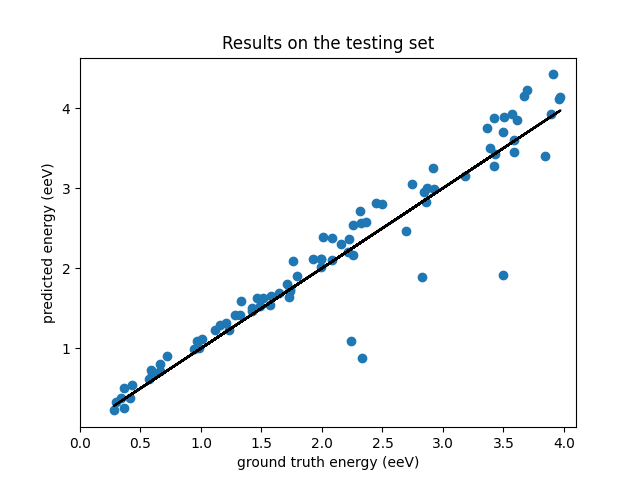 Results on the testing set
predicted energy (eeV)
4
3
2
1
0.0 0.5 1.0 1.5 2.0 2.5 3.0 3.5 4.0
ground truth energy (eeV)